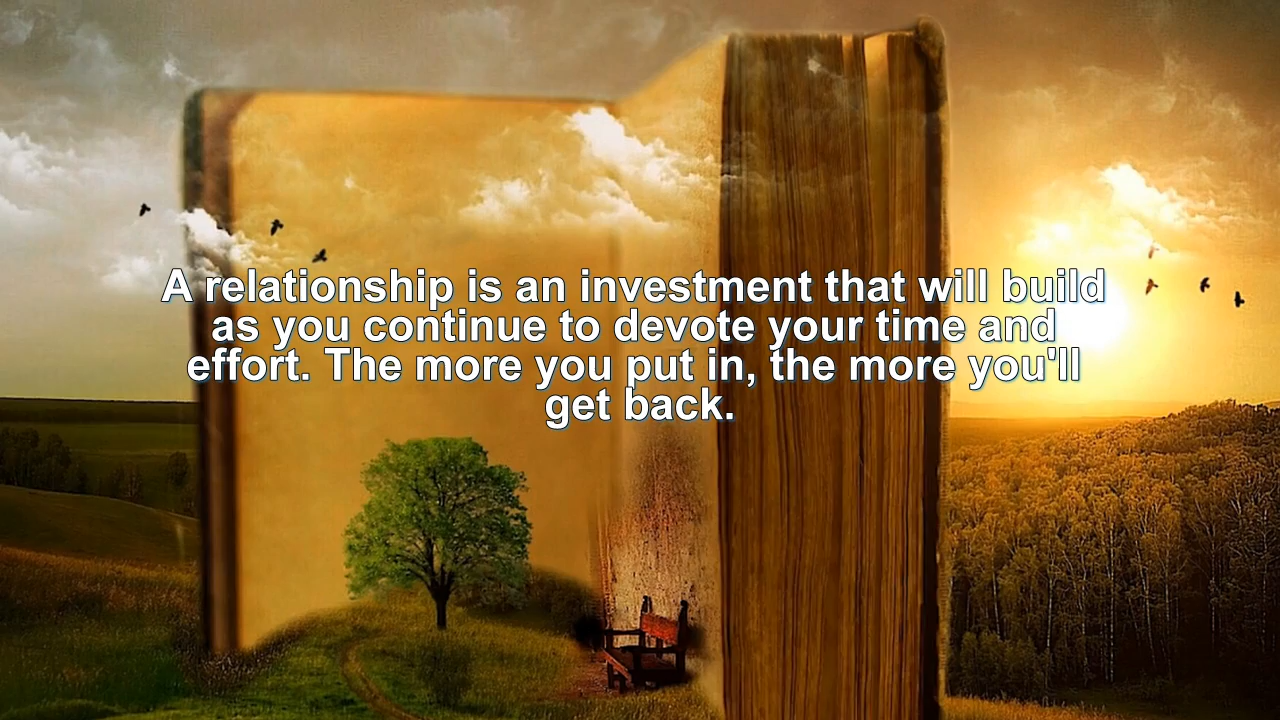 A relationship is an investment that will build
as you continue to devote your time and
effort. The more you put in, the more you'll
get back.